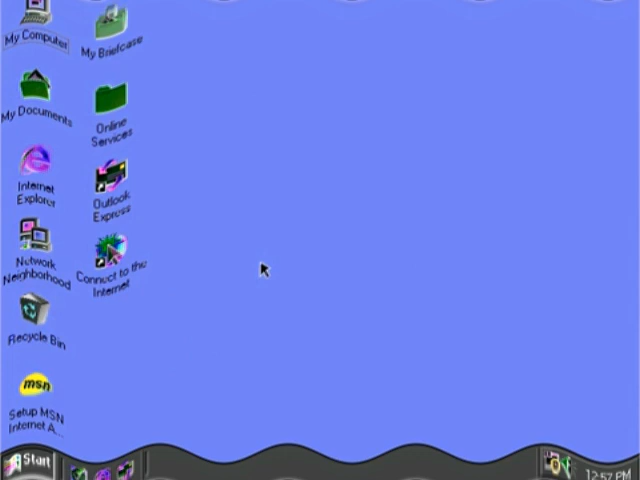 My Computer
My Briefcase
My Documents
Online
Services
Internet
Explorer
Outlook
Express
Network
Neighborhood
Connect to the
Internet
Recycle Bin
msn
Setup MSN
Internet A...
Start
12:57 PM